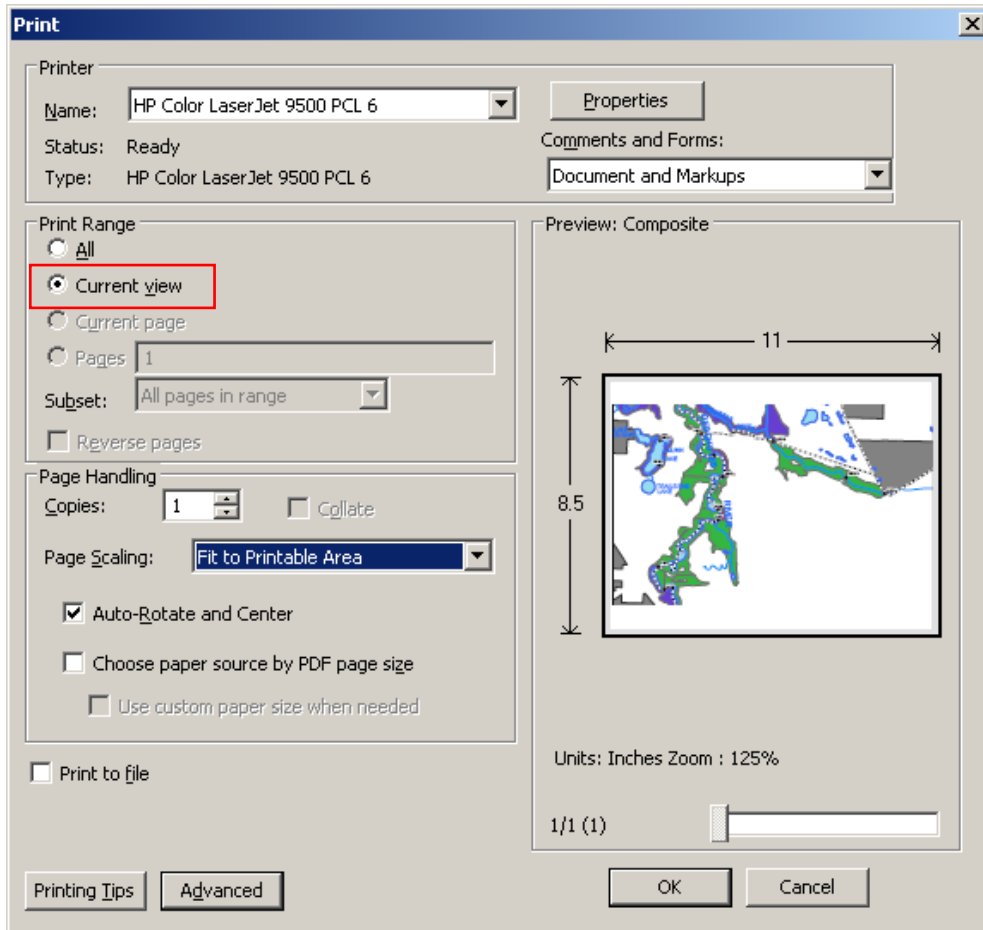 Print
Printer
Name: HP Color LaserJet 9500 PCL 6
Properties
Status: Ready
Comments and Forms:
Type: HP Color LaserJet 9500 PCL 6
Document and Markups
Print Range
All
Current view
Current page
Pages 1
Subset: All pages in range
Reverse pages
Page Handling
Copies: 1
Collate
Page Scaling: Fit to Printable Area
Auto-Rotate and Center
Choose paper source by PDF page size
Use custom paper size when needed
Print to file
Printing Tips
Advanced
Preview: Composite
11
8.5
Units: Inches Zoom : 125%
1/1 (1)
OK
Cancel